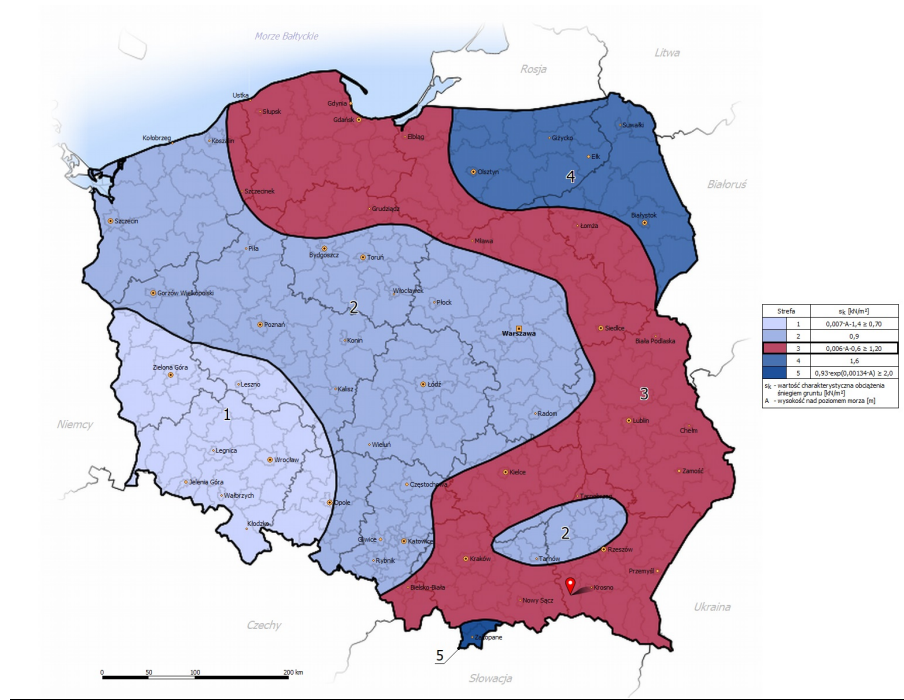 Morze Bałtyckie
Litwa
Rosja
Ustka
Słupsk
Gdynia
Gdańsk
Elbląg
Giżycko
Suwałki
Kołobrzeg
Koszalin
Ełk
Olsztyn
4
Białoruś
Szczecinek
Grudziądz
Białystok
Szczecin
Łomża
Mława
Piła
Bydgoszcz
Toruń
Gorzów Wielkopolski
Włocławek
Płock
2
Poznań
Warszawa
Siedlce
Konin
Biała Podlaska
Zielona Góra
Leszno
Kalisz
Łódź
3
1
Radom
Lublin
Niemcy
Chełm
Legnica
Wieluń
Wrocław
Kielce
Zamość
Jelenia Góra
Częstochowa
Wałbrzych
Opole
Tarnobrzeg
Kłodzko
2
Gliwice
Katowice
Rzeszów
Rybnik
Kraków
Tarnów
Przemyśl
Bielsko-Biała
Krosno
Nowy Sącz
Ukraina
Czechy
Zakopane
5
Słowacja
0 50 100 200 km
Strefa sk [kN/m²]
1 0,007·A-1,4 ≥ 0,70
2 0,9
3 0,006·A-0,6 ≥ 1,20
4 1,6
5 0,93·exp(0,00134·A) ≥ 2,0
sk - wartość charakterystyczna obciążenia
śniegiem gruntu [kN/m²]
A - wysokość nad poziomem morza [m]